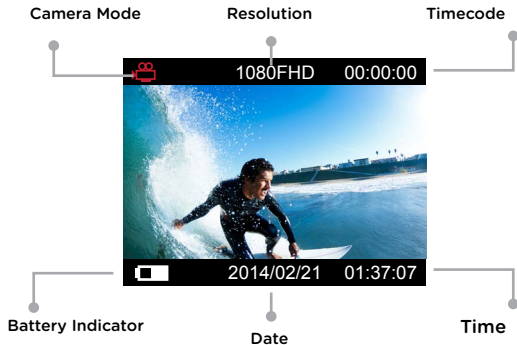 Camera Mode Resolution Timecode
1080FHD 00:00:00
2014/02/21 01:37:07
Battery Indicator Date Time